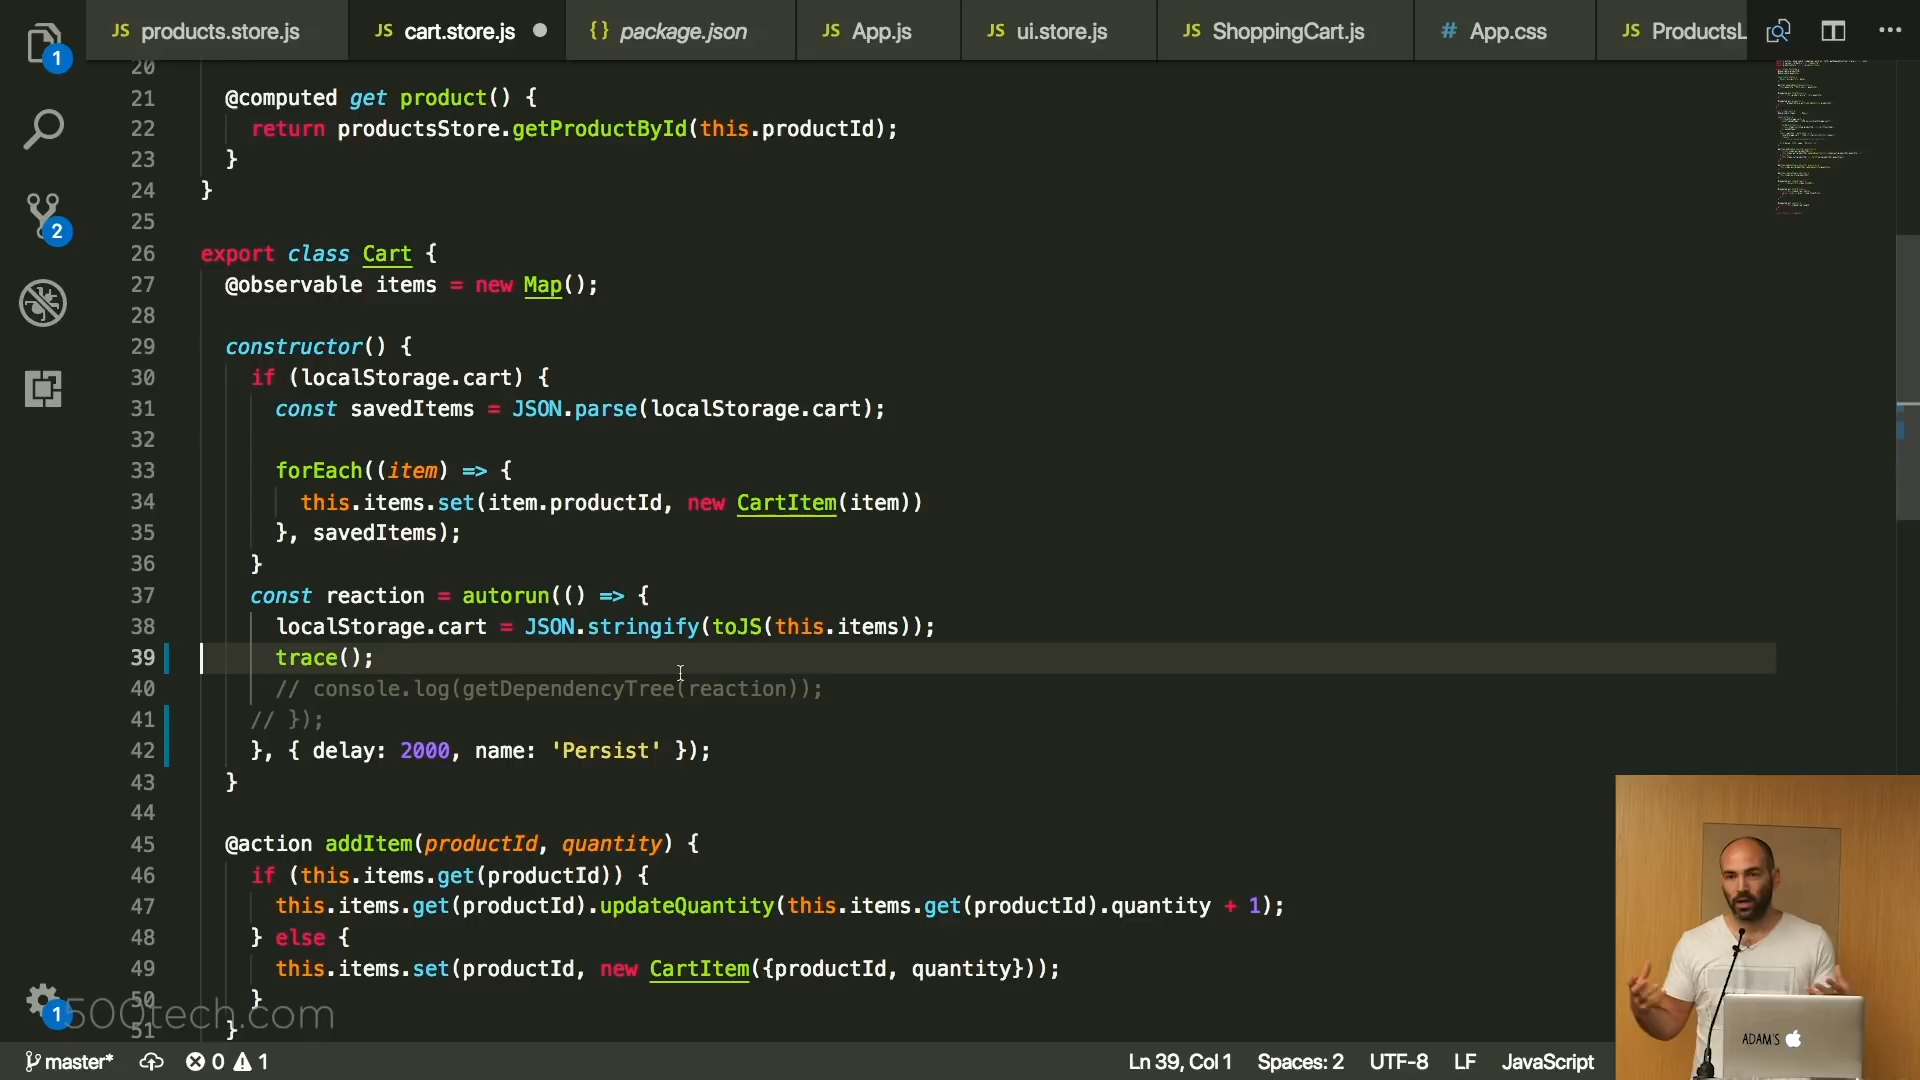 JS products.store.js
JS cart.store.js
{} package.json
JS App.js
JS ui.store.js
JS ShoppingCart.js
# App.css
JS ProductsL
1
2
1
20
21 @computed get product() {
22 return productsStore.getProductById(this.productId);
23 }
24 }
25
26 export class Cart {
27 @observable items = new Map();
28
29 constructor() {
30 if (localStorage.cart) {
31 const savedItems = JSON.parse(localStorage.cart);
32
33 forEach((item) => {
34 this.items.set(item.productId, new CartItem(item))
35 }, savedItems);
36 }
37 const reaction = autorun(() => {
38 localStorage.cart = JSON.stringify(toJS(this.items));
39 trace();
40 // console.log(getDependencyTree(reaction));
41 // });
42 }, { delay: 2000, name: 'Persist' });
43 }
44
45 @action addItem(productId, quantity) {
46 if (this.items.get(productId)) {
47 this.items.get(productId).updateQuantity(this.items.get(productId).quantity + 1);
48 } else {
49 this.items.set(productId, new CartItem({productId, quantity}));
50 }
51 }
500tech.com
master* 0 1 Ln 39, Col 1 Spaces: 2 UTF-8 LF JavaScript
ADAM'S